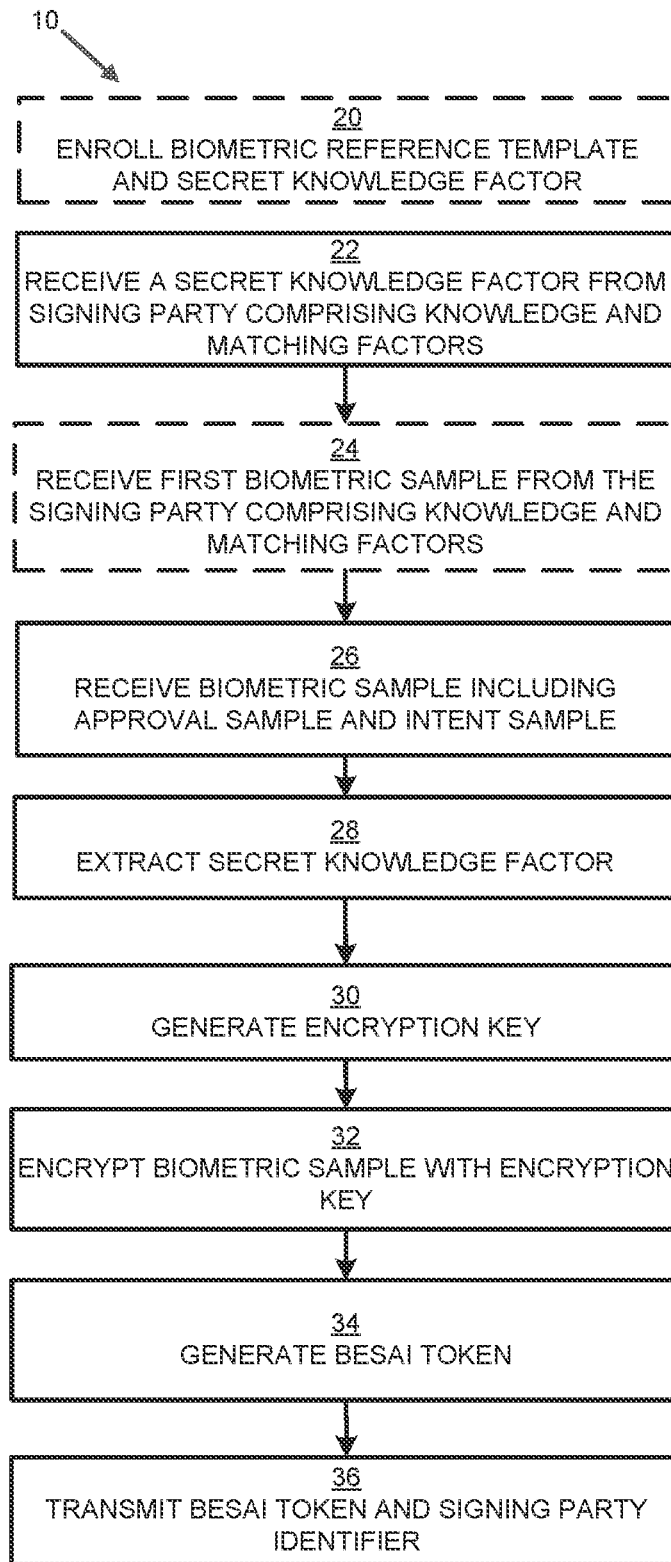 10
20
ENROLL BIOMETRIC REFERENCE TEMPLATE
AND SECRET KNOWLEDGE FACTOR
22
RECEIVE A SECRET KNOWLEDGE FACTOR FROM
SIGNING PARTY COMPRISING KNOWLEDGE AND
MATCHING FACTORS
24
RECEIVE FIRST BIOMETRIC SAMPLE FROM THE
SIGNING PARTY COMPRISING KNOWLEDGE AND
MATCHING FACTORS
26
RECEIVE BIOMETRIC SAMPLE INCLUDING
APPROVAL SAMPLE AND INTENT SAMPLE
28
EXTRACT SECRET KNOWLEDGE FACTOR
30
GENERATE ENCRYPTION KEY
32
ENCRYPT BIOMETRIC SAMPLE WITH ENCRYPTION
KEY
34
GENERATE BESAI TOKEN
36
TRANSMIT BESAI TOKEN AND SIGNING PARTY
IDENTIFIER